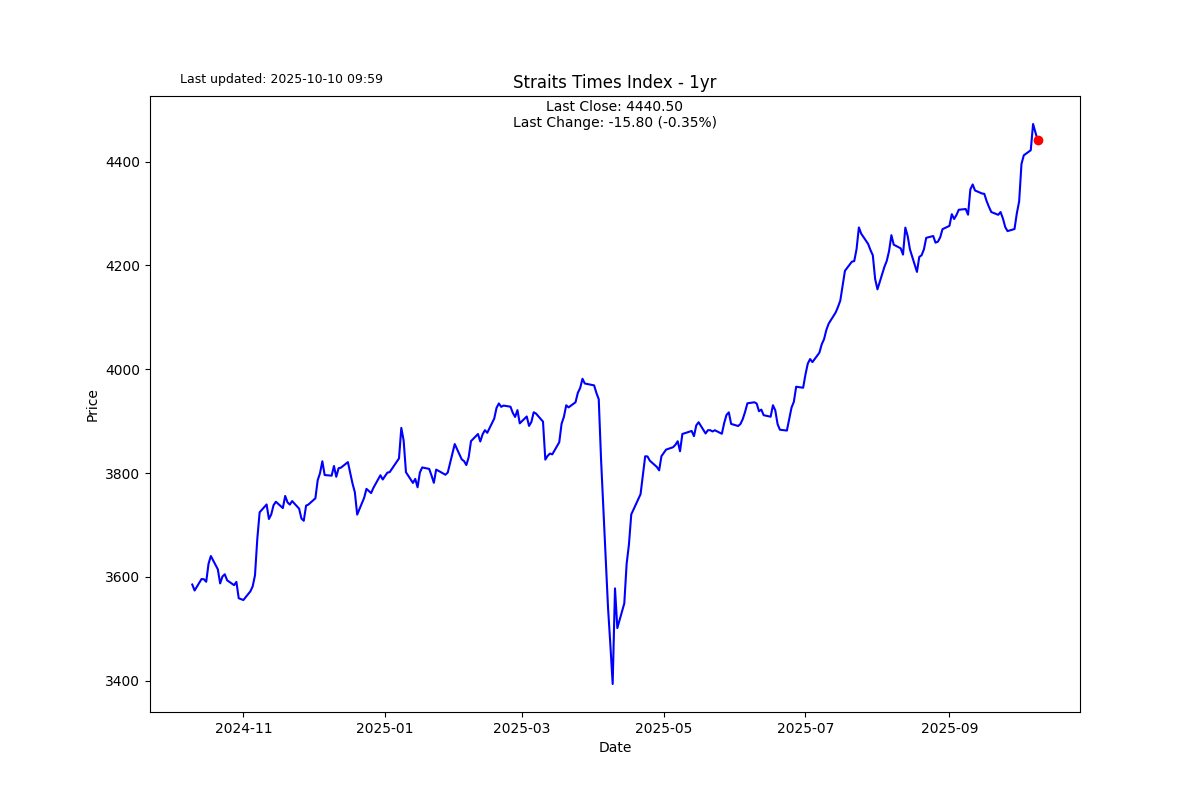 Last updated: 2025-10-10 09:59
Straits Times Index - 1yr
Last Close: 4440.50
Last Change: -15.80 (-0.35%)
4400
4200
4000
3800
3600
3400
Price
2024-11
2025-01
2025-03
2025-05
2025-07
2025-09
Date